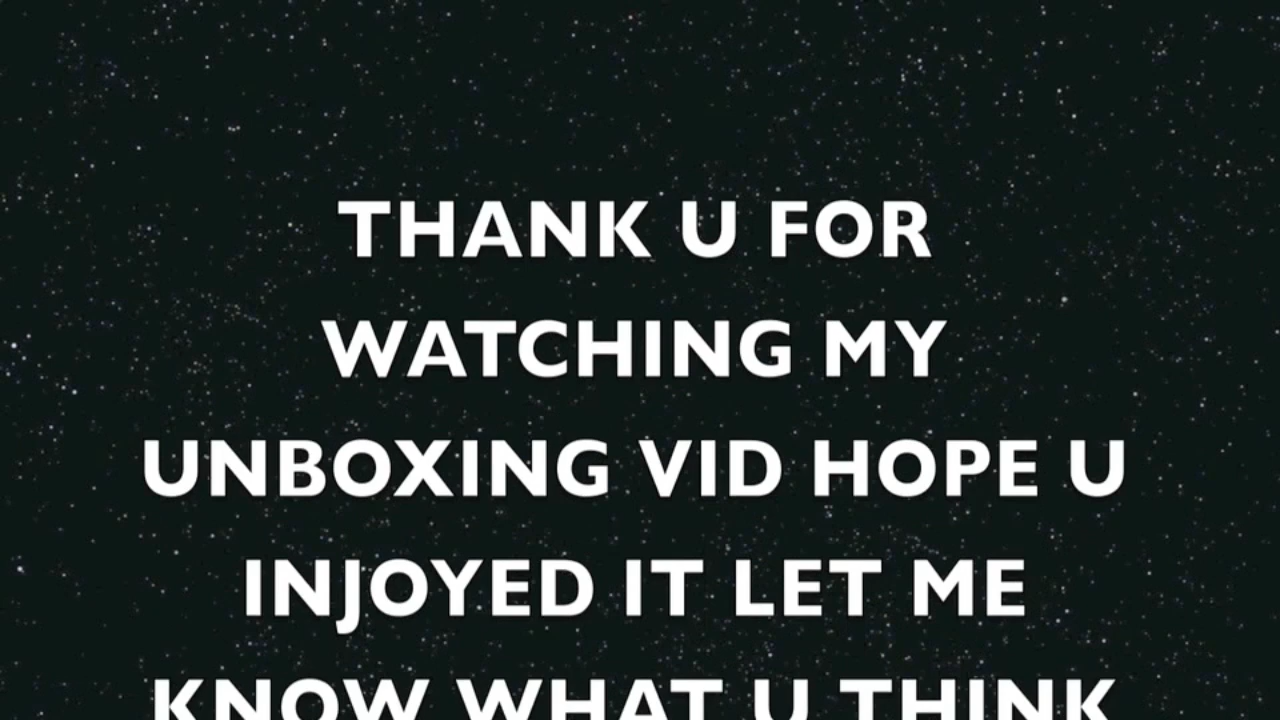 THANK U FOR
WATCHING MY
UNBOXING VID HOPE U
INJOYED IT LET ME
KNOW WHAT U THINK